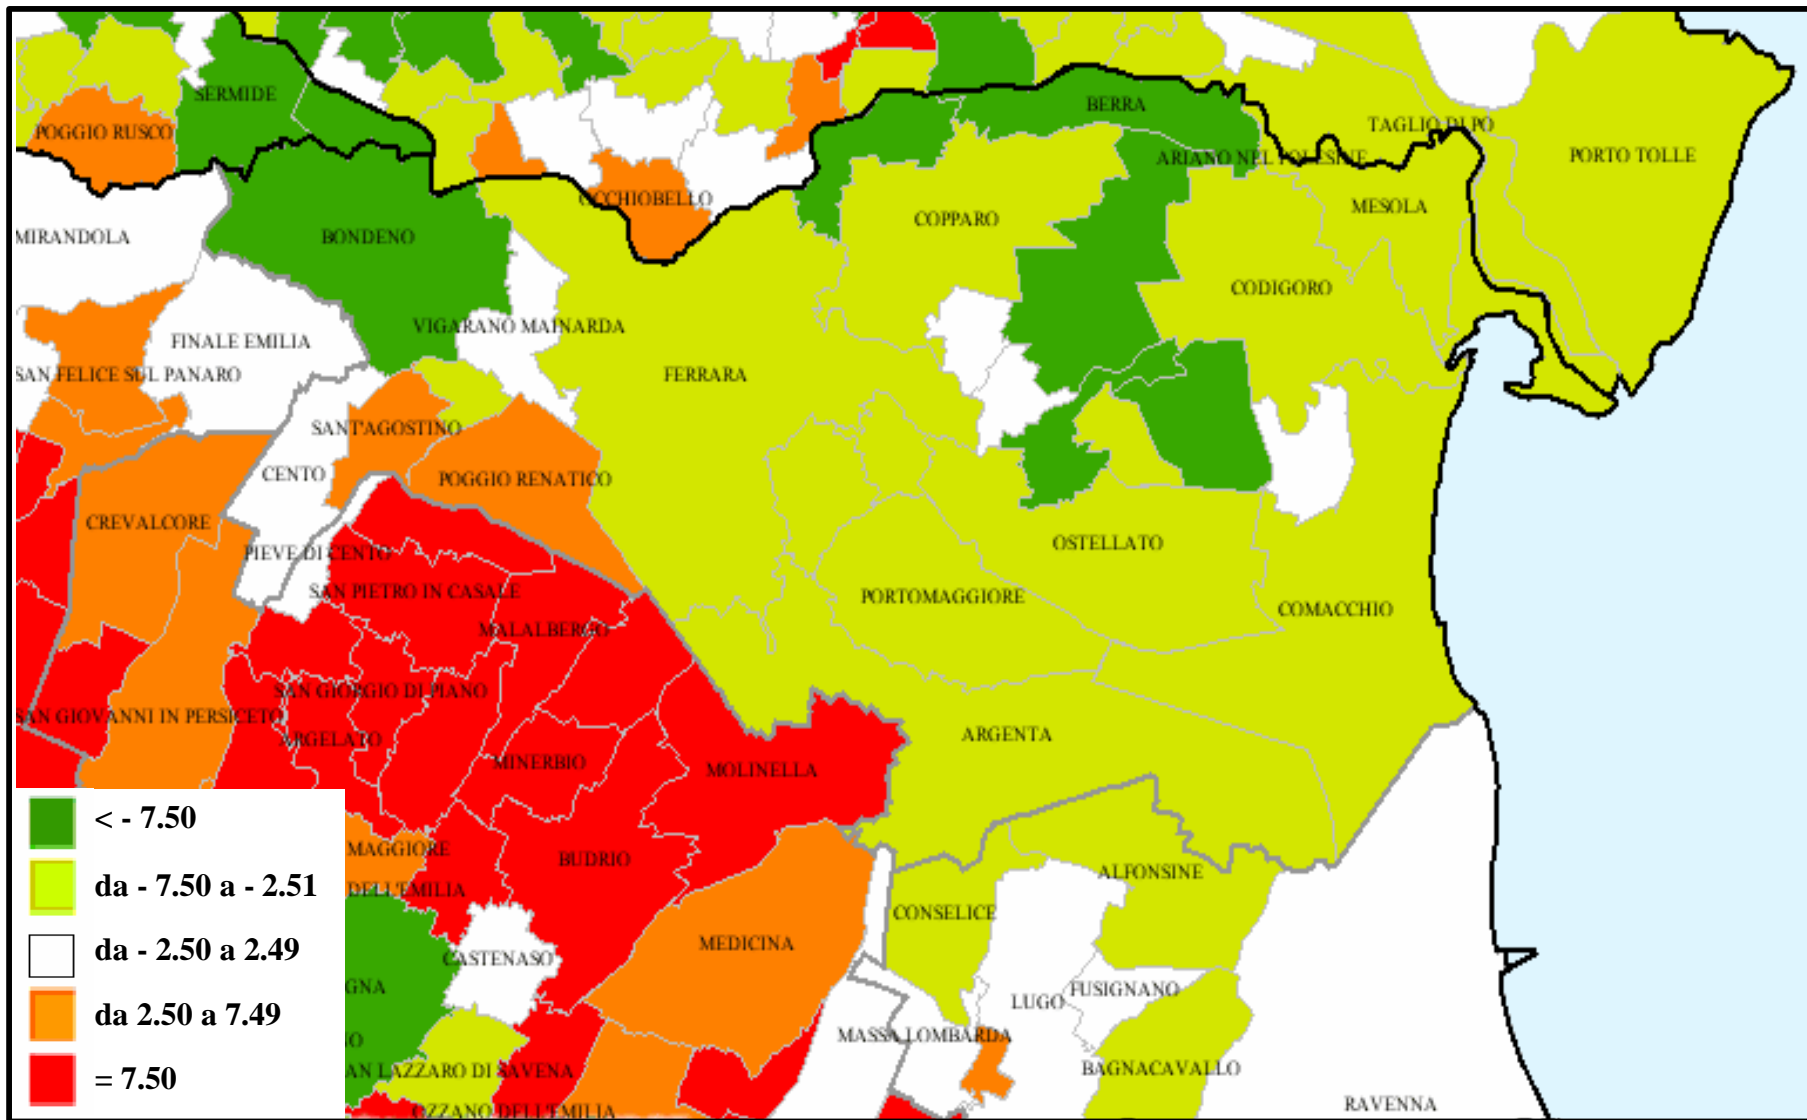 SERMIDE
BERRA
POGGIO RUSCO
TAGLIO DI PO
ARIANO NEL POLESINE
PORTO TOLLE
OCCHIOBELLO
MESOLA
COPPARO
MIRANDOLA
BONDENO
CODIGORO
VIGARANO MAINARDA
FINALE EMILIA
SAN FELICE SUL PANARO
FERRARA
SANT'AGOSTINO
CENTO
POGGIO RENATICO
CREVALCORE
PIEVE DI CENTO
OSTELLATO
SAN PIETRO IN CASALE
PORTOMAGGIORE
COMACCHIO
MALALBERGO
SAN GIORGIO DI PIANO
SAN GIOVANNI IN PERSICETO
ARGELATO
ARGENTA
MINERBIO
MOLINELLA
< - 7.50
MAGGIORE
BUDRIO
ALFONSINE
da - 7.50 a - 2.51
DELL'EMILIA
CONSELICE
da - 2.50 a 2.49
CASTENASO
MEDICINA
GNA
LUGO
FUSIGNANO
da 2.50 a 7.49
NO
MASSA LOMBARDA
= 7.50
AN LAZZARO DI SAVENA
BAGNACAVALLO
OZZANO DELL'EMILIA
RAVENNA